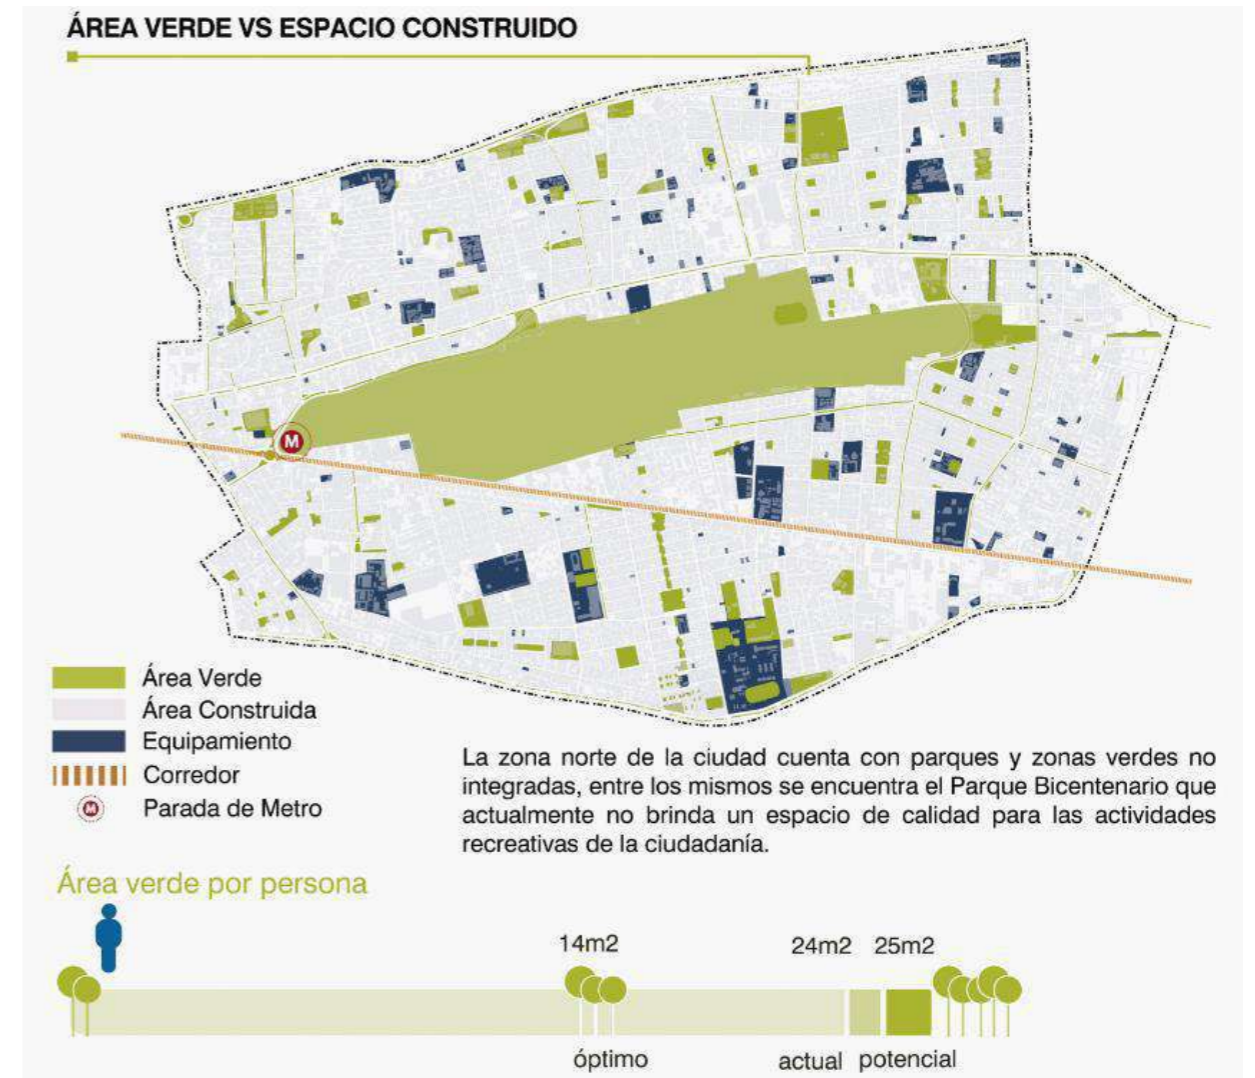 ÁREA VERDE VS ESPACIO CONSTRUIDO
M
Área Verde
Área Construida
Equipamiento
Corredor
M
Parada de Metro
La zona norte de la ciudad cuenta con parques y zonas verdes no
integradas, entre los mismos se encuentra el Parque Bicentenario que
actualmente no brinda un espacio de calidad para las actividades
recreativas de la ciudadanía.
Área verde por persona
14m2
24m2
25m2
óptimo
actual
potencial